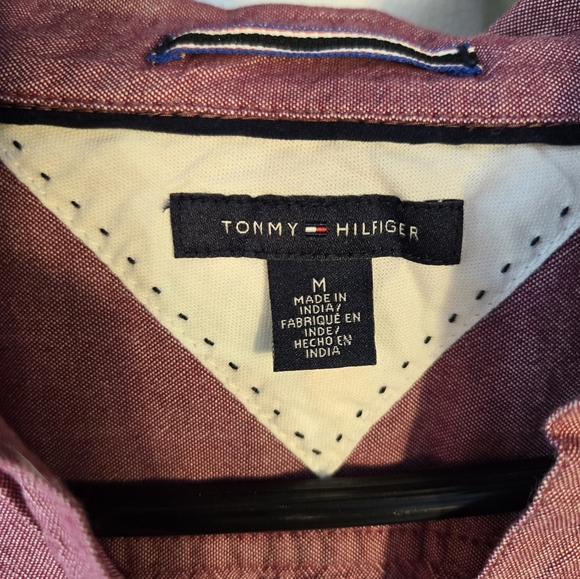 TOMMY HILFIGER
M
MADE IN
INDIA/
FABRIQUÉ EN
INDE/
HECHO EN
INDIA